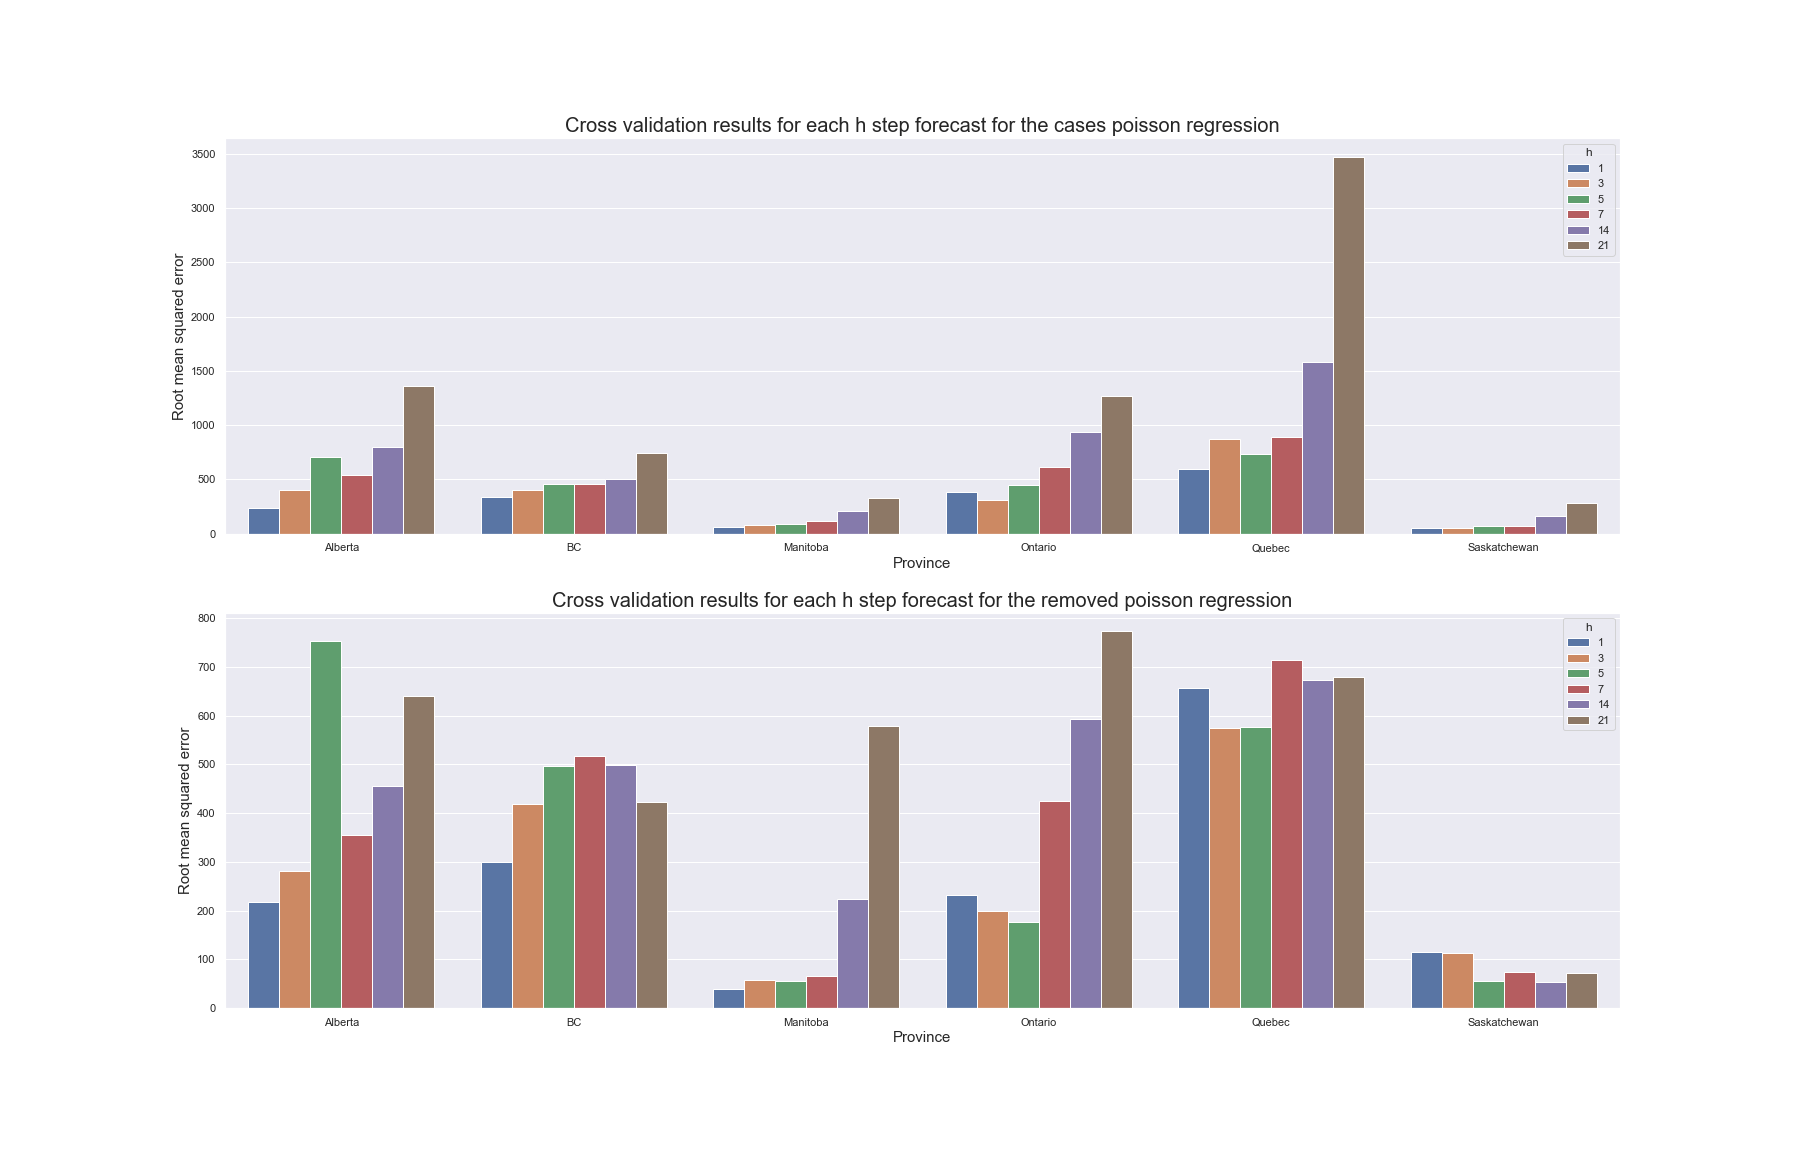 Cross validation results for each h step forecast for the cases poisson regression
3500
3000
2500
2000
1500
1000
500
0
Root mean squared error
h
1
3
5
7
14
21
Alberta BC Manitoba Ontario Quebec Saskatchewan
Province
Cross validation results for each h step forecast for the removed poisson regression
800
700
600
500
400
300
200
100
0
Root mean squared error
h
1
3
5
7
14
21
Alberta BC Manitoba Ontario Quebec Saskatchewan
Province